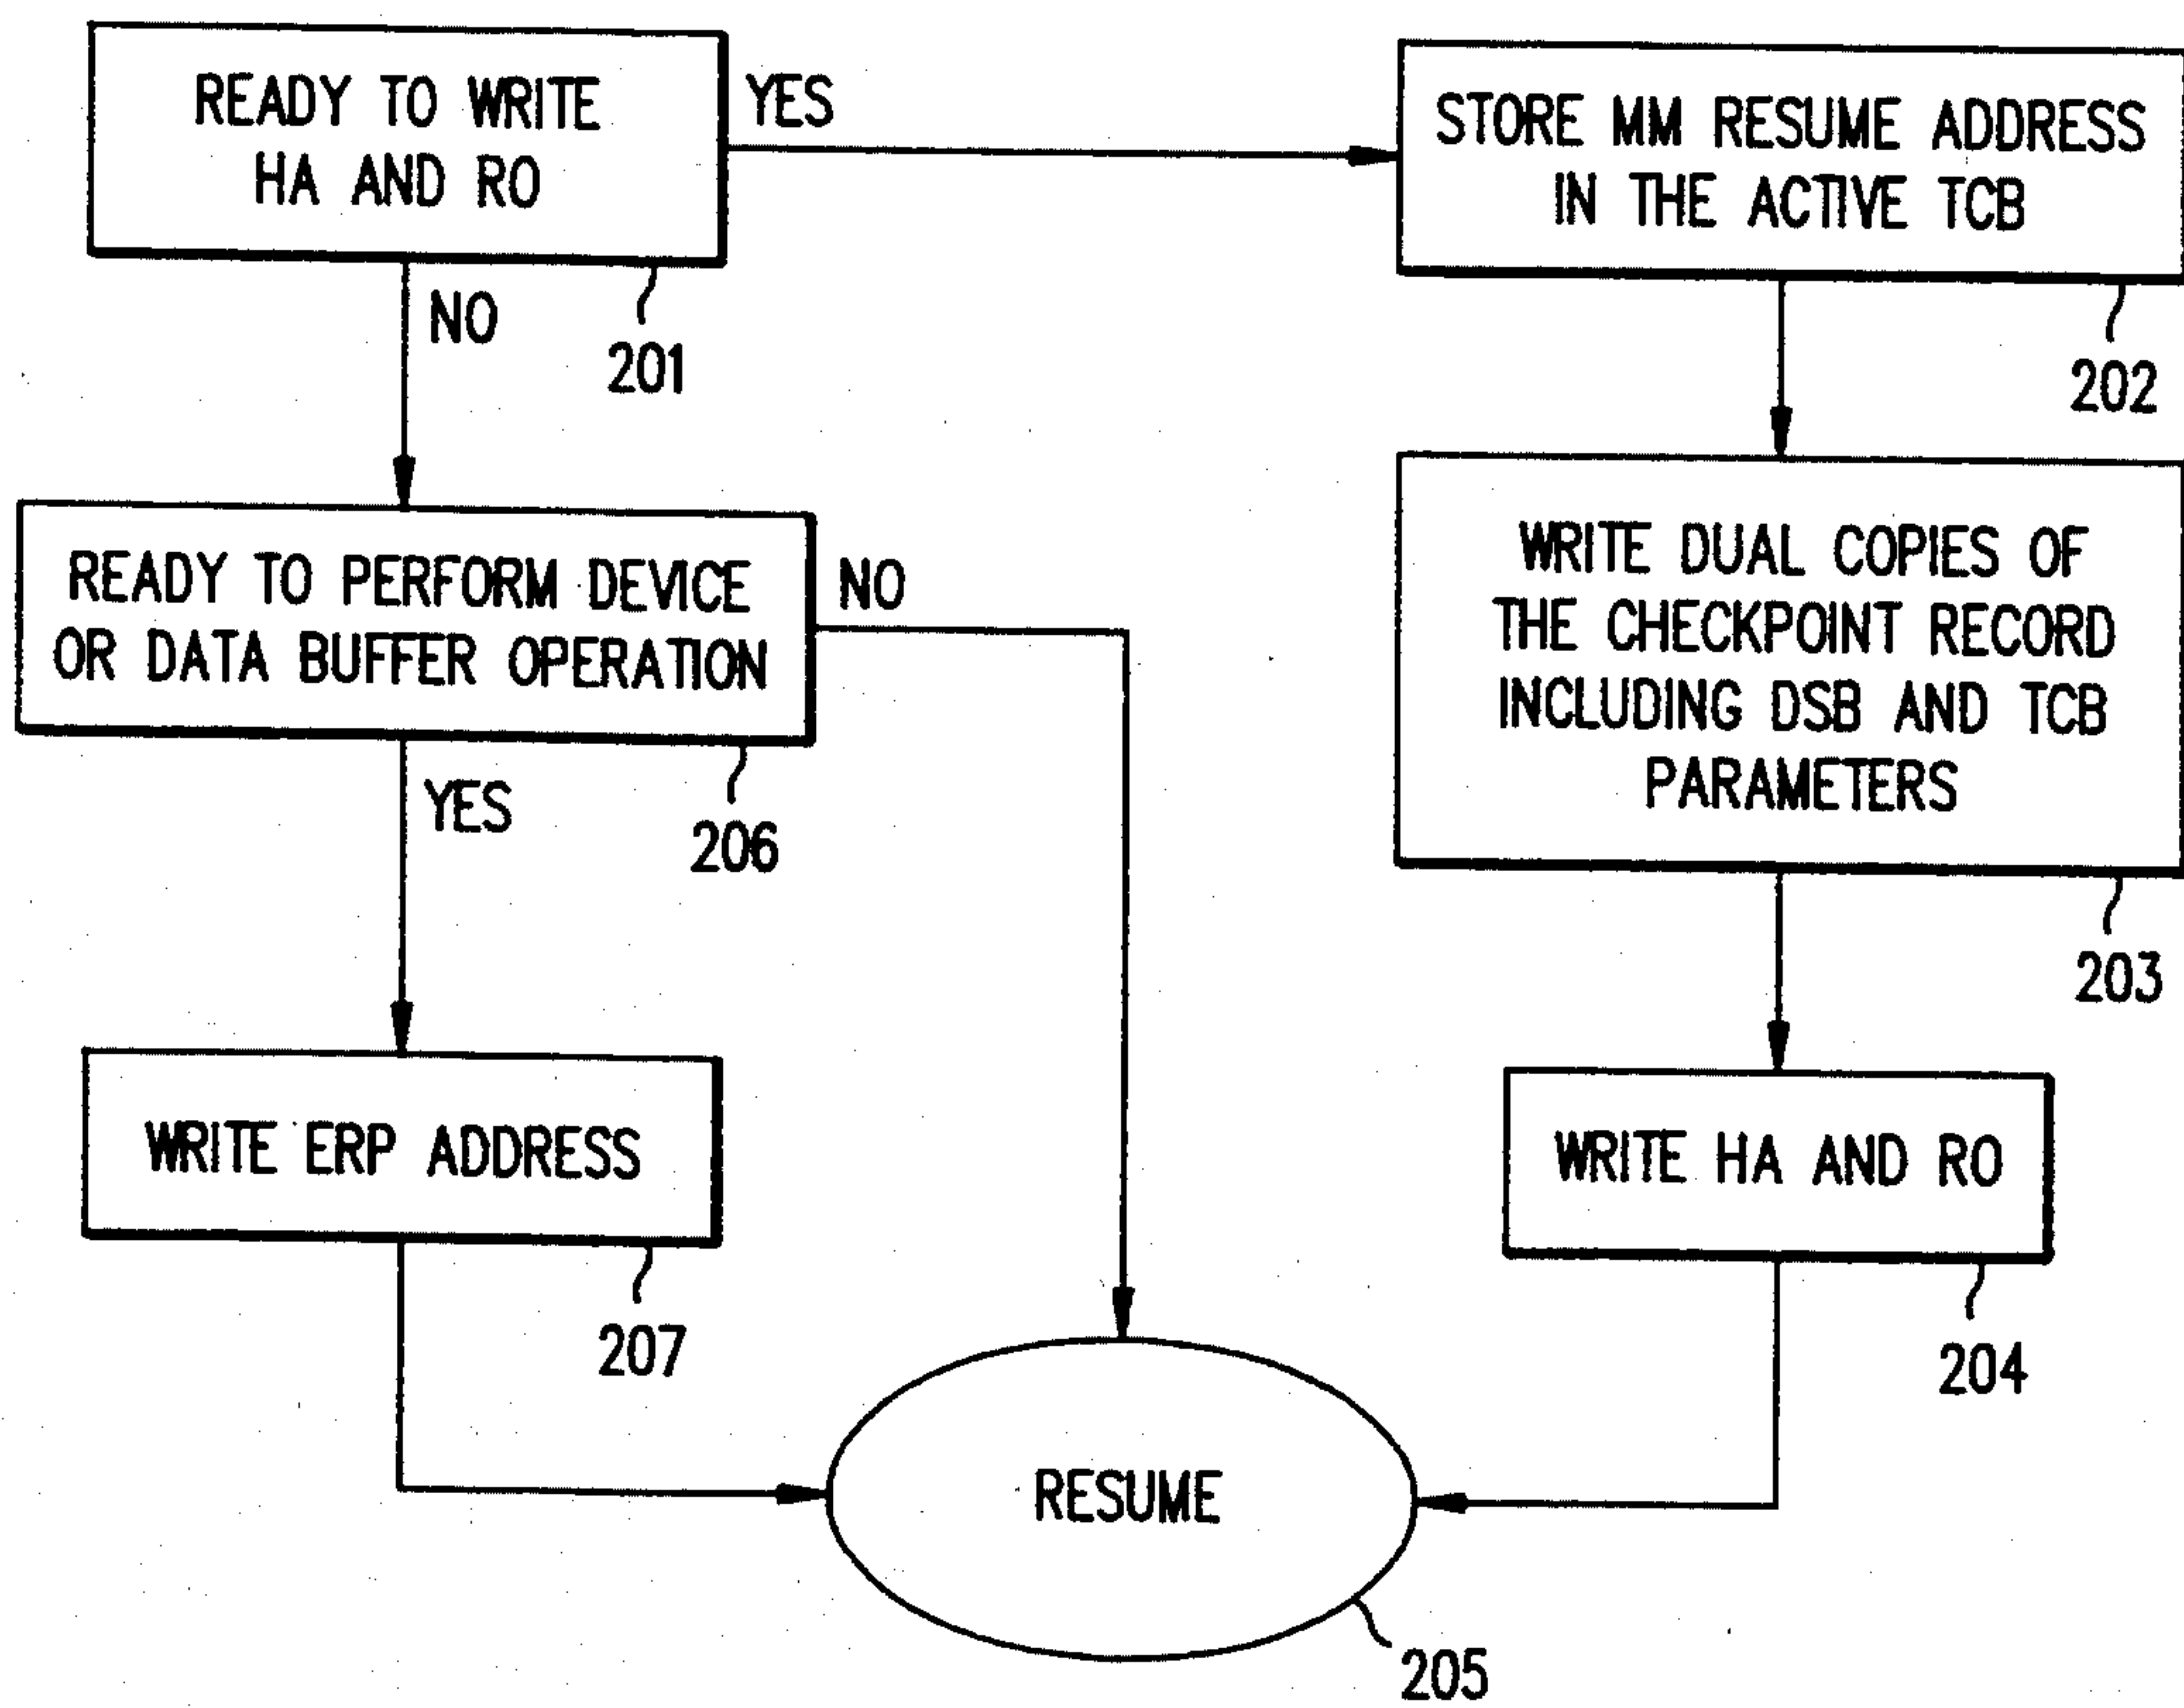 READY TO WRITE
HA AND RO
YES
NO
201
STORE MM RESUME ADDRESS
IN THE ACTIVE TCB
202
READY TO PERFORM DEVICE
OR DATA BUFFER OPERATION
NO
YES
206
WRITE DUAL COPIES OF
THE CHECKPOINT RECORD
INCLUDING DSB AND TCB
PARAMETERS
203
WRITE ERP ADDRESS
207
WRITE HA AND RO
204
RESUME
205